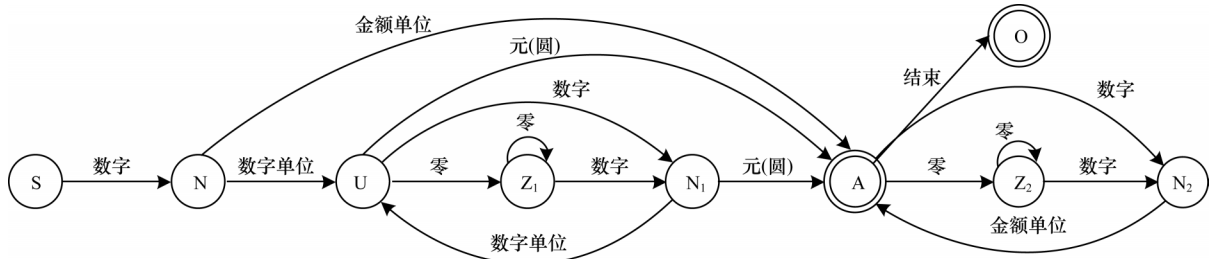 金额单位
O
元(圆)
结束
数字
数字
零
零
S
数字
N
数字单位
U
零
Z₁
数字
N₁
元(圆)
A
零
Z₂
数字
N₂
数字单位
金额单位